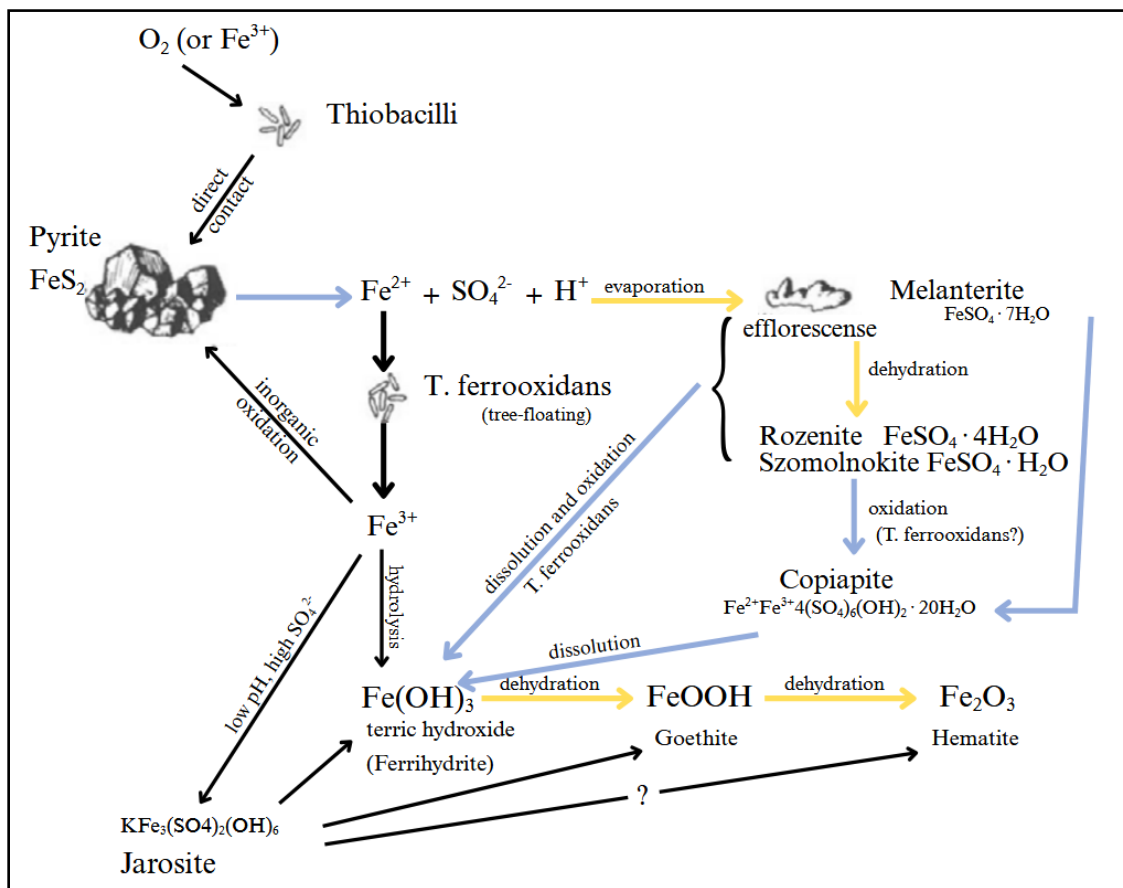 O₂ (or Fe³⁺)
Thiobacilli
direct
contact
Pyrite
FeS₂
Fe²⁺ + SO₄²⁻ + H⁺
evaporation
efflorescense
Melanterite
FeSO₄ · 7H₂O
dehydration
T. ferrooxidans
(tree-floating)
inorganic
oxidation
Rozenite FeSO₄ · 4H₂O
Szomolnokite FeSO₄ · H₂O
dissolution and oxidation
T. ferrooxidans
oxidation
(T. ferrooxidans?)
Fe³⁺
hydrolysis
low pH, high SO₄²⁻
Copiapite
Fe²⁺Fe³⁺4(SO₄)₆(OH)₂ · 20H₂O
dissolution
Fe(OH)₃
dehydration
FeOOH
dehydration
Fe₂O₃
terric hydroxide
(Ferrihydrite)
Goethite
Hematite
?
KFe₃(SO4)₂(OH)₆
Jarosite